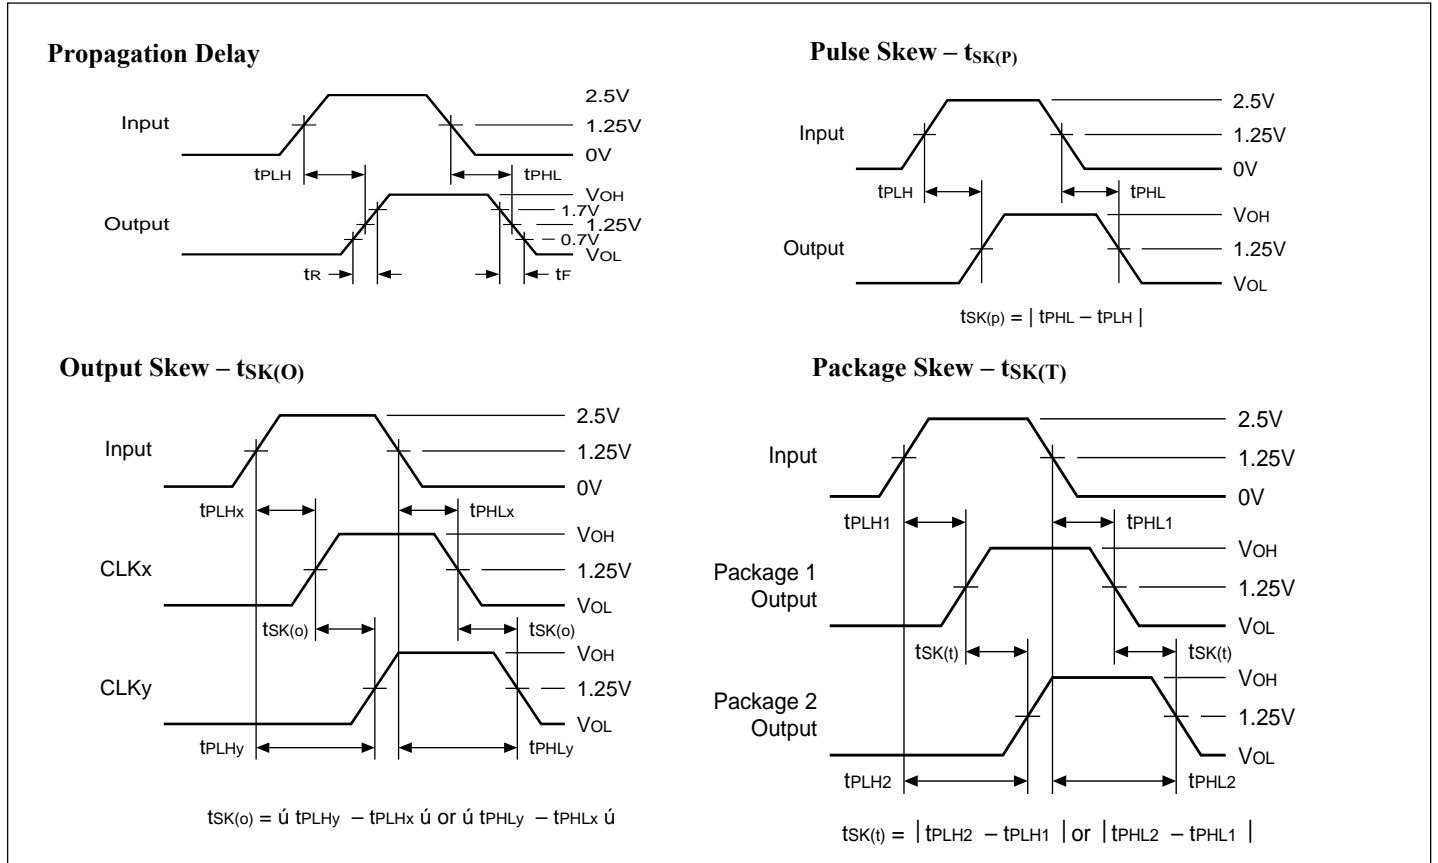 Propagation Delay
Input
2.5V
1.25V
0V
tPLH
tPHL
Output
VOH
1.7V
1.25V
0.7V
VOL
tR
tF
Pulse Skew – tSK(P)
Input
2.5V
1.25V
0V
tPLH
tPHL
Output
VOH
1.25V
VOL
tSK(p) = | tPHL – tPLH |
Output Skew – tSK(O)
Input
2.5V
1.25V
0V
tPLHx
tPHLx
CLKx
VOH
1.25V
VOL
tSK(o)
tSK(o)
CLKy
VOH
1.25V
VOL
tPLHy
tPHLy
tSK(o) = ú tPLHy – tPLHx ú or ú tPHLy – tPHLx ú
Package Skew – tSK(T)
Input
2.5V
1.25V
0V
tPLH1
tPHL1
Package 1
Output
VOH
1.25V
VOL
tSK(t)
tSK(t)
Package 2
Output
VOH
1.25V
VOL
tPLH2
tPHL2
tSK(t) = | tPLH2 – tPLH1 | or | tPHL2 – tPHL1 |